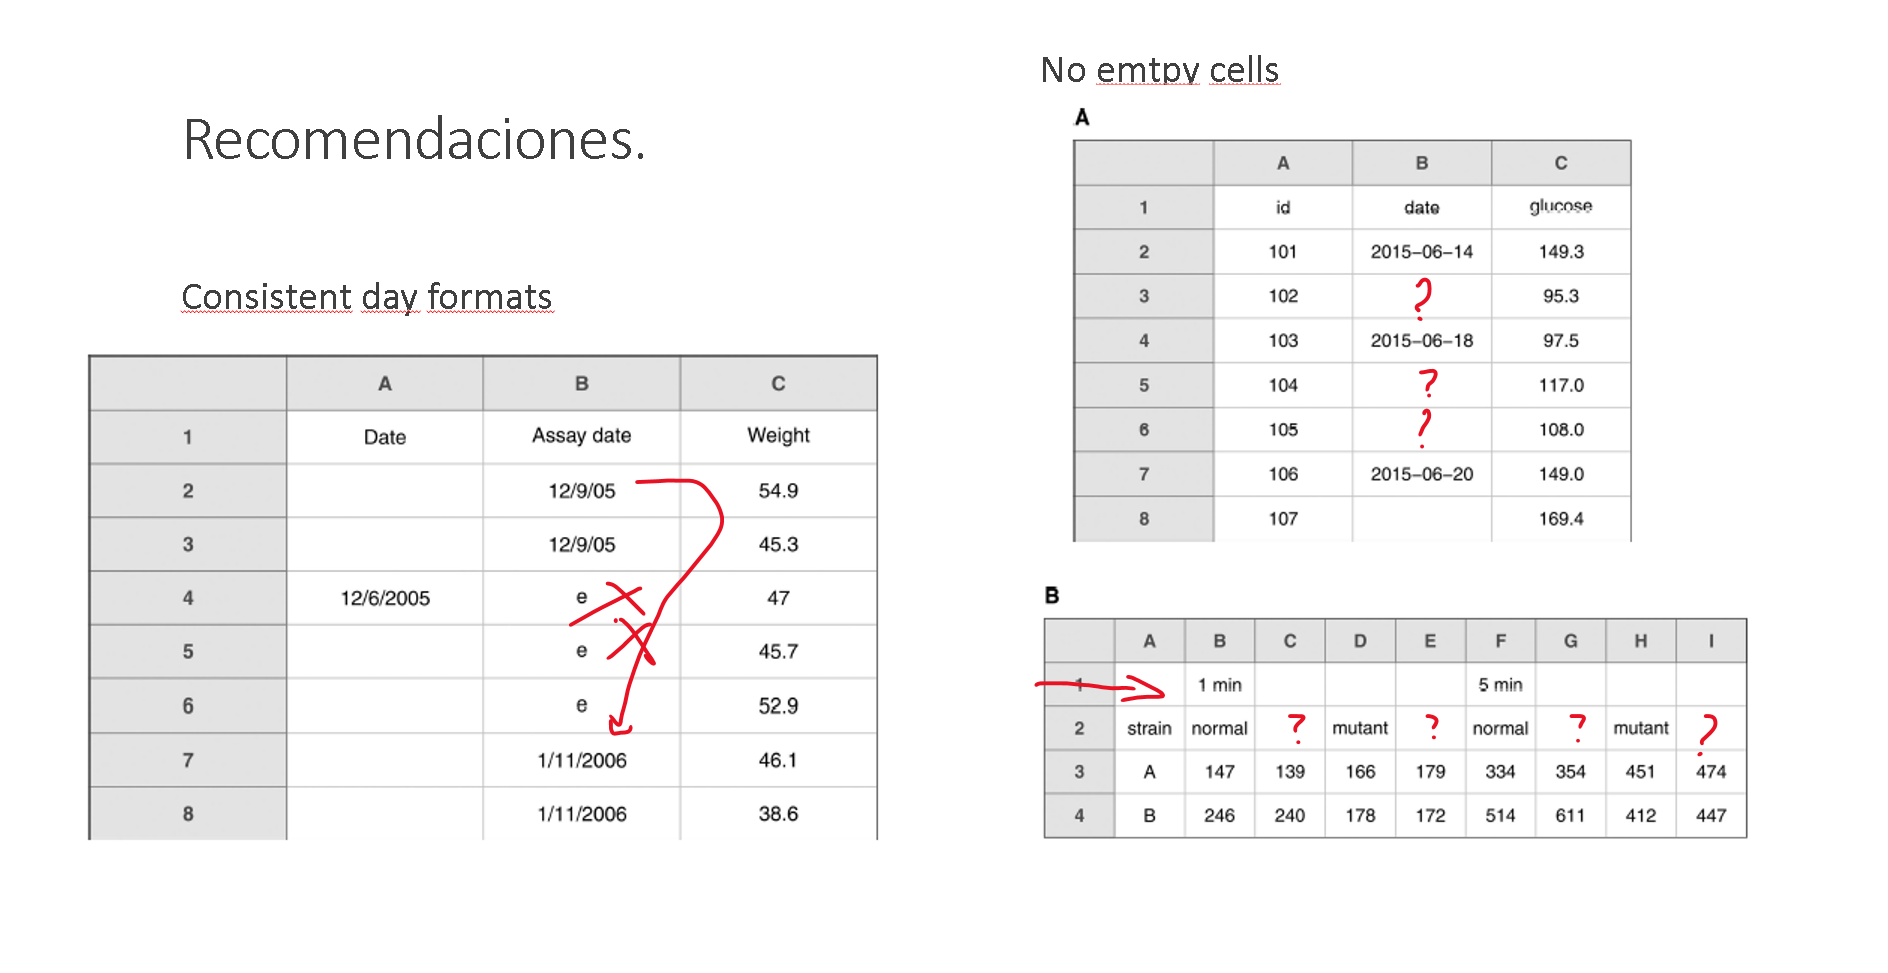 Recomendaciones.
Consistent day formats
A B C
1 Date Assay date Weight
2 12/9/05 54.9
3 12/9/05 45.3
4 12/6/2005 e 47
5 e 45.7
6 e 52.9
7 1/11/2006 46.1
8 1/11/2006 38.6
No emtpy cells
A
A B C
1 id date glucose
2 101 2015–06–14 149.3
3 102 ? 95.3
4 103 2015–06–18 97.5
5 104 ? 117.0
6 105 ? 108.0
7 106 2015–06–20 149.0
8 107 169.4
B
A B C D E F G H I
1 1 min 5 min
2 strain normal ? mutant ? normal ? mutant ?
3 A 147 139 166 179 334 354 451 474
4 B 246 240 178 172 514 611 412 447